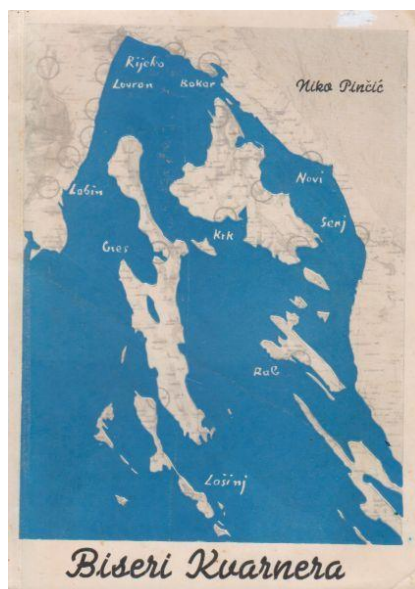 Rijeka
Lovran Bakar
Niko Pinčić
Novi
Labin
Senj
Krk
Cres
Rab
Lošinj
Biseri Kvarnera